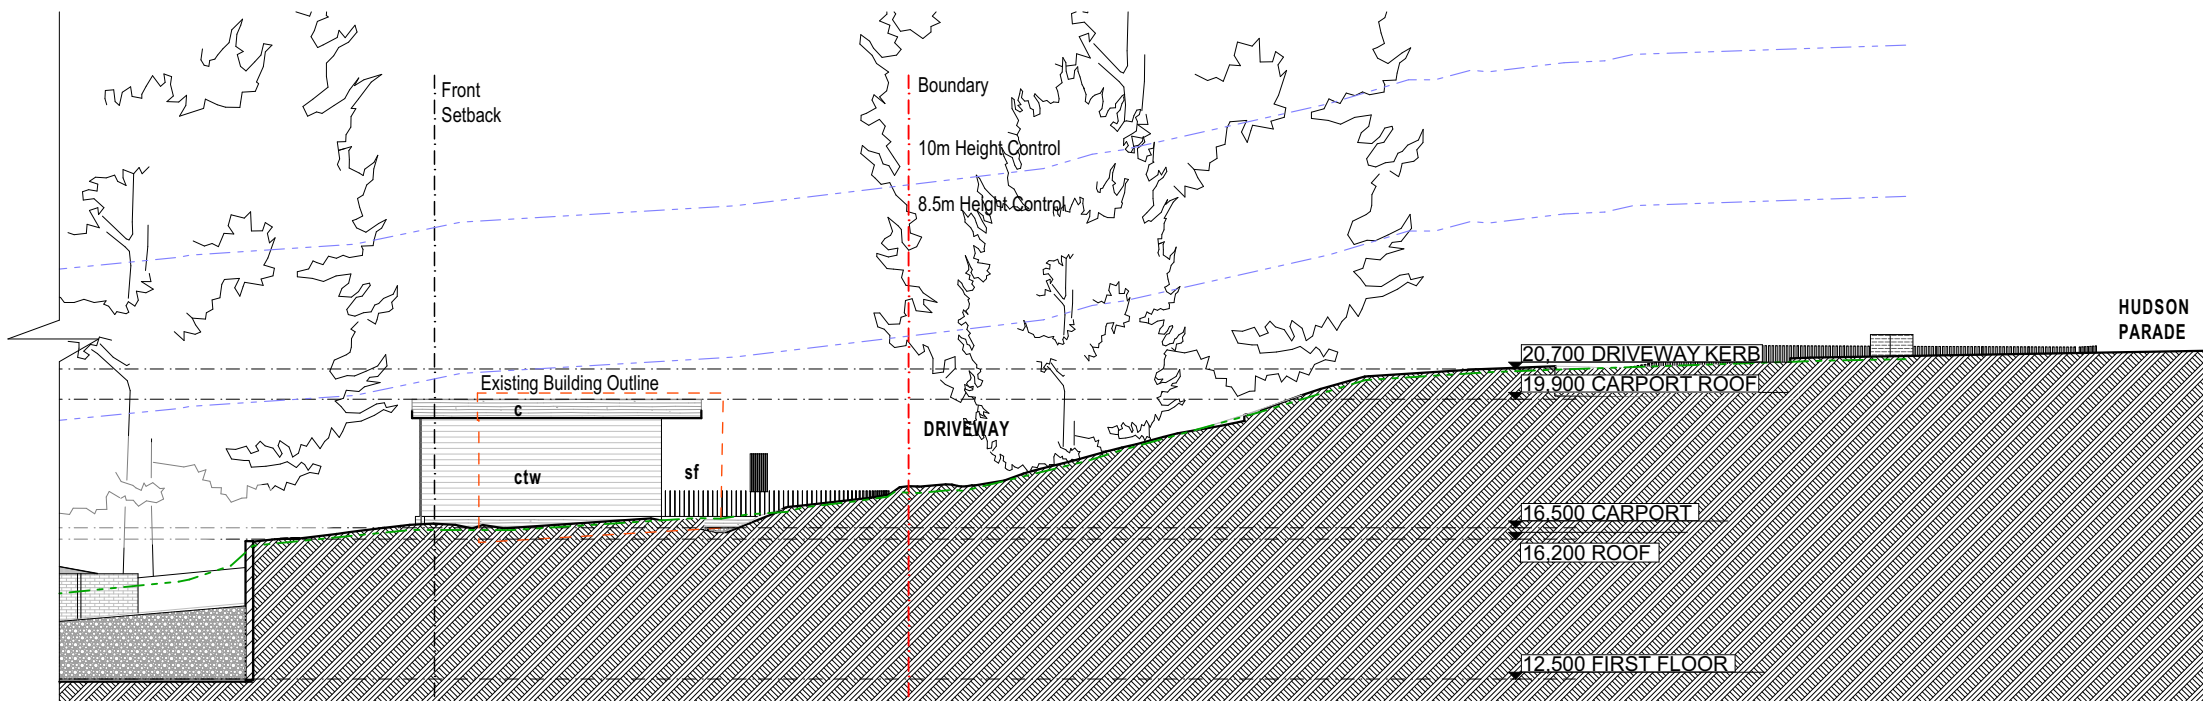 Front
Setback
Boundary
10m Height Control
8.5m Height Control
HUDSON
PARADE
20,700 DRIVEWAY KERB
19,900 CARPORT ROOF
Existing Building Outline
c
DRIVEWAY
ctw
sf
16,500 CARPORT
16,200 ROOF
12,500 FIRST FLOOR